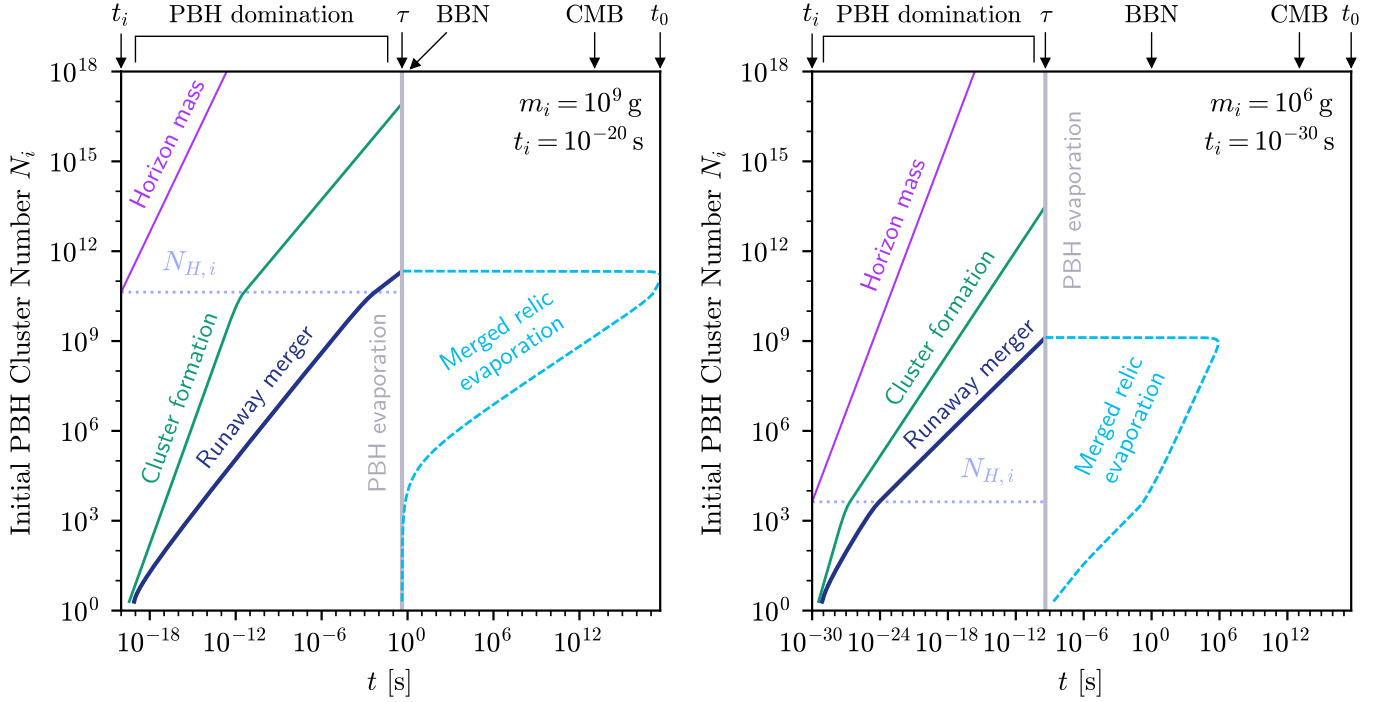 t_i PBH domination τ BBN CMB t_0
10^18
10^15
10^12
10^9
10^6
10^3
10^0
Initial PBH Cluster Number N_i
m_i = 10^9 g
t_i = 10^−20 s
Horizon mass
N_{H,i}
Cluster formation
Runaway merger
PBH evaporation
Merged relic
evaporation
10^−18 10^−12 10^−6 10^0 10^6 10^12
t [s]
t_i PBH domination τ BBN CMB t_0
10^18
10^15
10^12
10^9
10^6
10^3
10^0
Initial PBH Cluster Number N_i
m_i = 10^6 g
t_i = 10^−30 s
PBH evaporation
Horizon mass
Cluster formation
Runaway merger
N_{H,i}
Merged relic
evaporation
10^−30 10^−24 10^−18 10^−12 10^−6 10^0 10^6 10^12
t [s]